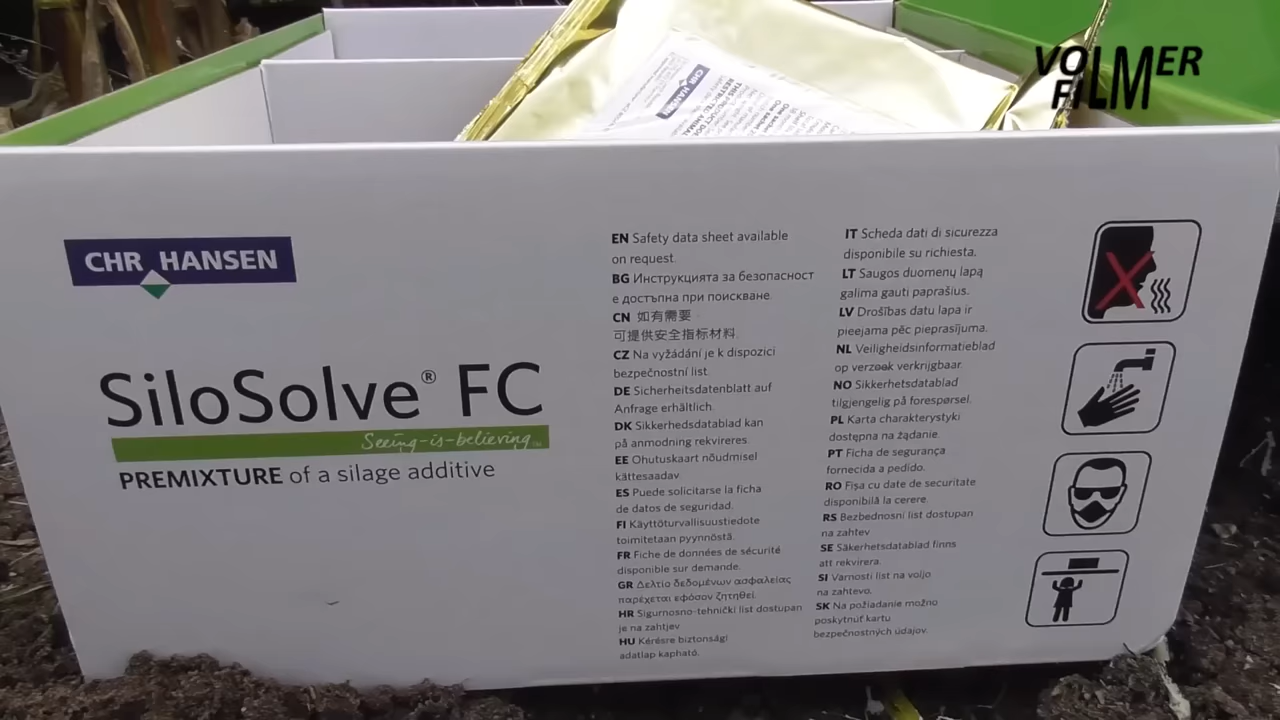 VOLMER
FILM
CHR HANSEN
CHR HANSEN
SiloSolve® FC
Seeing-is-believing
PREMIXTURE of a silage additive
EN Safety data sheet available
on request.
BG Инструкцията за безопасност
е достъпна при поискване.
CN 如有需要
可提供安全指标材料.
CZ Na vyžádání je k dispozici
bezpečnostní list.
DE Sicherheitsdatenblatt auf
Anfrage erhältlich.
DK Sikkerhedsdatablad kan
på anmodning rekvireres.
EE Ohutuskaart nõudmisel
kättesaadav.
ES Puede solicitarse la ficha
de datos de seguridad.
FI Käyttöturvallisuustiedote
toimitetaan pyynnöstä.
FR Fiche de données de sécurité
disponible sur demande.
GR Δελτίο δεδομένων ασφαλείας
παρέχεται εφόσον ζητηθεί.
HR Sigurnosno-tehnički list dostupan
je na zahtjev
HU Kérésre biztonsági
adatlap kapható.
IT Scheda dati di sicurezza
disponibile su richiesta.
LT Saugos duomenų lapą
galima gauti paprašius.
LV Drošības datu lapa ir
pieejama pēc pieprasījuma.
NL Veiligheidsinformatieblad
op verzoek verkrijgbaar.
NO Sikkerhetsdatablad
tilgjengelig på forespørsel.
PL Karta charakterystyki
dostępna na żądanie.
PT Ficha de segurança
fornecida a pedido.
RO Fişa cu date de securitate
disponibilă la cerere.
RS Bezbednosni list dostupan
na zahtev
SE Säkerhetsdatablad finns
att rekvirera.
SI Varnosti list na voljo
na zahtevo.
SK Na požiadanie možno
poskytnúť kartu
bezpečnostných údajov.